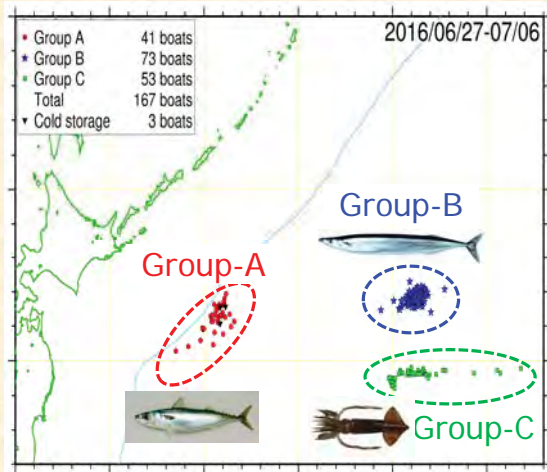 2016/06/27-07/06
Group A 41 boats
Group B 73 boats
Group C 53 boats
Total 167 boats
Cold storage 3 boats
Group-B
Group-A
Group-C